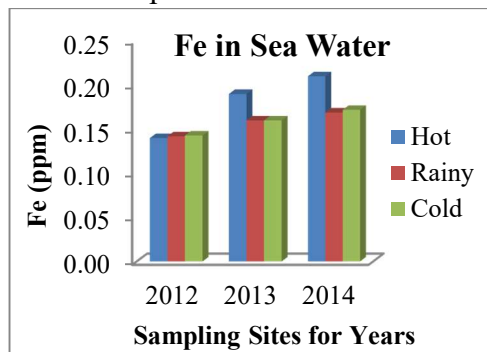 Fe in Sea Water
Fe (ppm)
0.25
0.20
0.15
0.10
0.05
0.00
2012 2013 2014
Sampling Sites for Years
Hot
Rainy
Cold